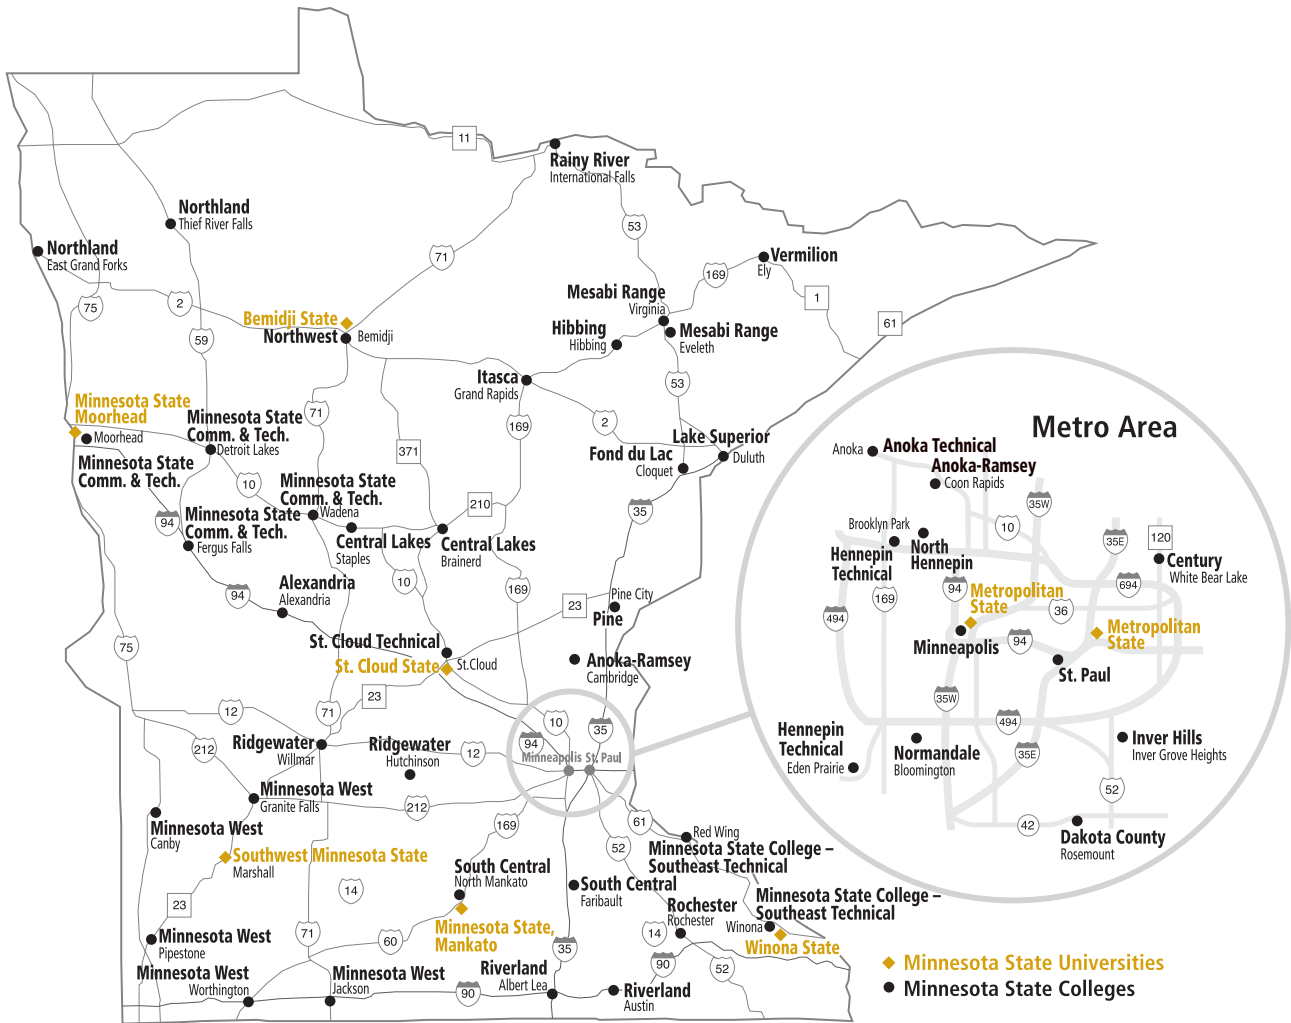 11
Rainy River
International Falls
Northland
Thief River Falls
53
Northland
East Grand Forks
71
Vermilion
Ely
169
Mesabi Range
Virginia
1
75
2
61
Bemidji State
Northwest
Bemidji
Hibbing
Hibbing
Mesabi Range
Eveleth
59
Itasca
Grand Rapids
53
Minnesota State
Moorhead
Moorhead
Minnesota State
Comm. & Tech.
Detroit Lakes
71
169
2
371
Lake Superior
Duluth
Fond du Lac
Cloquet
Minnesota State
Comm. & Tech.
10
Minnesota State
Comm. & Tech.
Wadena
210
35
94
Minnesota State
Comm. & Tech.
Fergus Falls
Central Lakes
Staples
Central Lakes
Brainerd
10
169
Alexandria
Alexandria
94
23
Pine City
Pine
75
St. Cloud Technical
St. Cloud State
St.Cloud
Anoka-Ramsey
Cambridge
23
12
71
10
35
94
212
Ridgewater
Willmar
Ridgewater
Hutchinson
12
Minneapolis
St. Paul
Minnesota West
Granite Falls
212
Minnesota West
Canby
169
61
Red Wing
Minnesota State College –
Southeast Technical
52
Southwest Minnesota State
Marshall
14
South Central
North Mankato
South Central
Faribault
Minnesota State College –
Southeast Technical
Winona
Winona State
Rochester
Rochester
14
23
Minnesota State,
Mankato
71
60
35
Minnesota West
Pipestone
Minnesota West
Worthington
Minnesota West
Jackson
90
Riverland
Albert Lea
Riverland
Austin
90
52
Metro Area
Anoka
Anoka Technical
Anoka-Ramsey
Coon Rapids
35W
10
Brooklyn Park
Hennepin
Technical
North
Hennepin
35E
120
Century
White Bear Lake
169
94
694
Metropolitan
State
36
494
Minneapolis
94
Metropolitan
State
St. Paul
35W
494
Hennepin
Technical
Eden Prairie
Normandale
Bloomington
35E
Inver Hills
Inver Grove Heights
52
42
Dakota County
Rosemount
Minnesota State Universities
Minnesota State Colleges